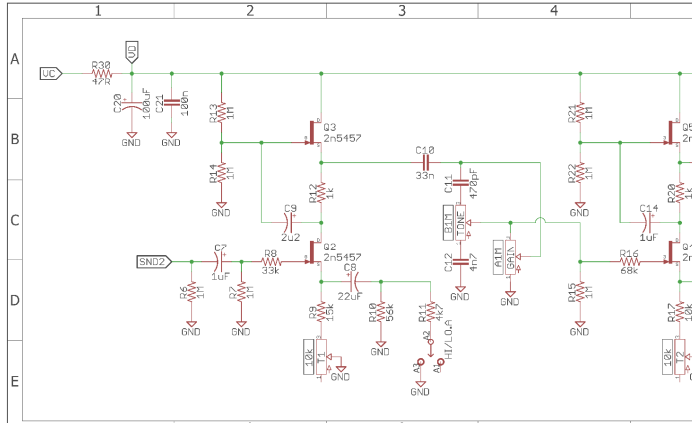 1 2 3 4
A
B
C
D
E
VC
R30
47R
VD
C20
100uF
GND
C21
100n
GND
R13
1M
R14
1M
GND
Q3
2n5457
R12
1k
C9
2u2
Q2
2n5457
SND2
C7
1uF
R8
33k
R6
1M
GND
R7
1M
GND
R9
15k
T1
10k
GND
C8
22uF
R10
56k
GND
R11
4k7
HI/LO.A
A2
A3
A1
GND
C10
33n
C11
470pF
B1M
TONE
C12
4n7
GND
A1M
GAIN
GND
R21
1M
R22
1M
GND
C14
1uF
R16
68k
R15
1M
GND
Q5
2n
R20
1k
2n
R17
10k
T2
10k